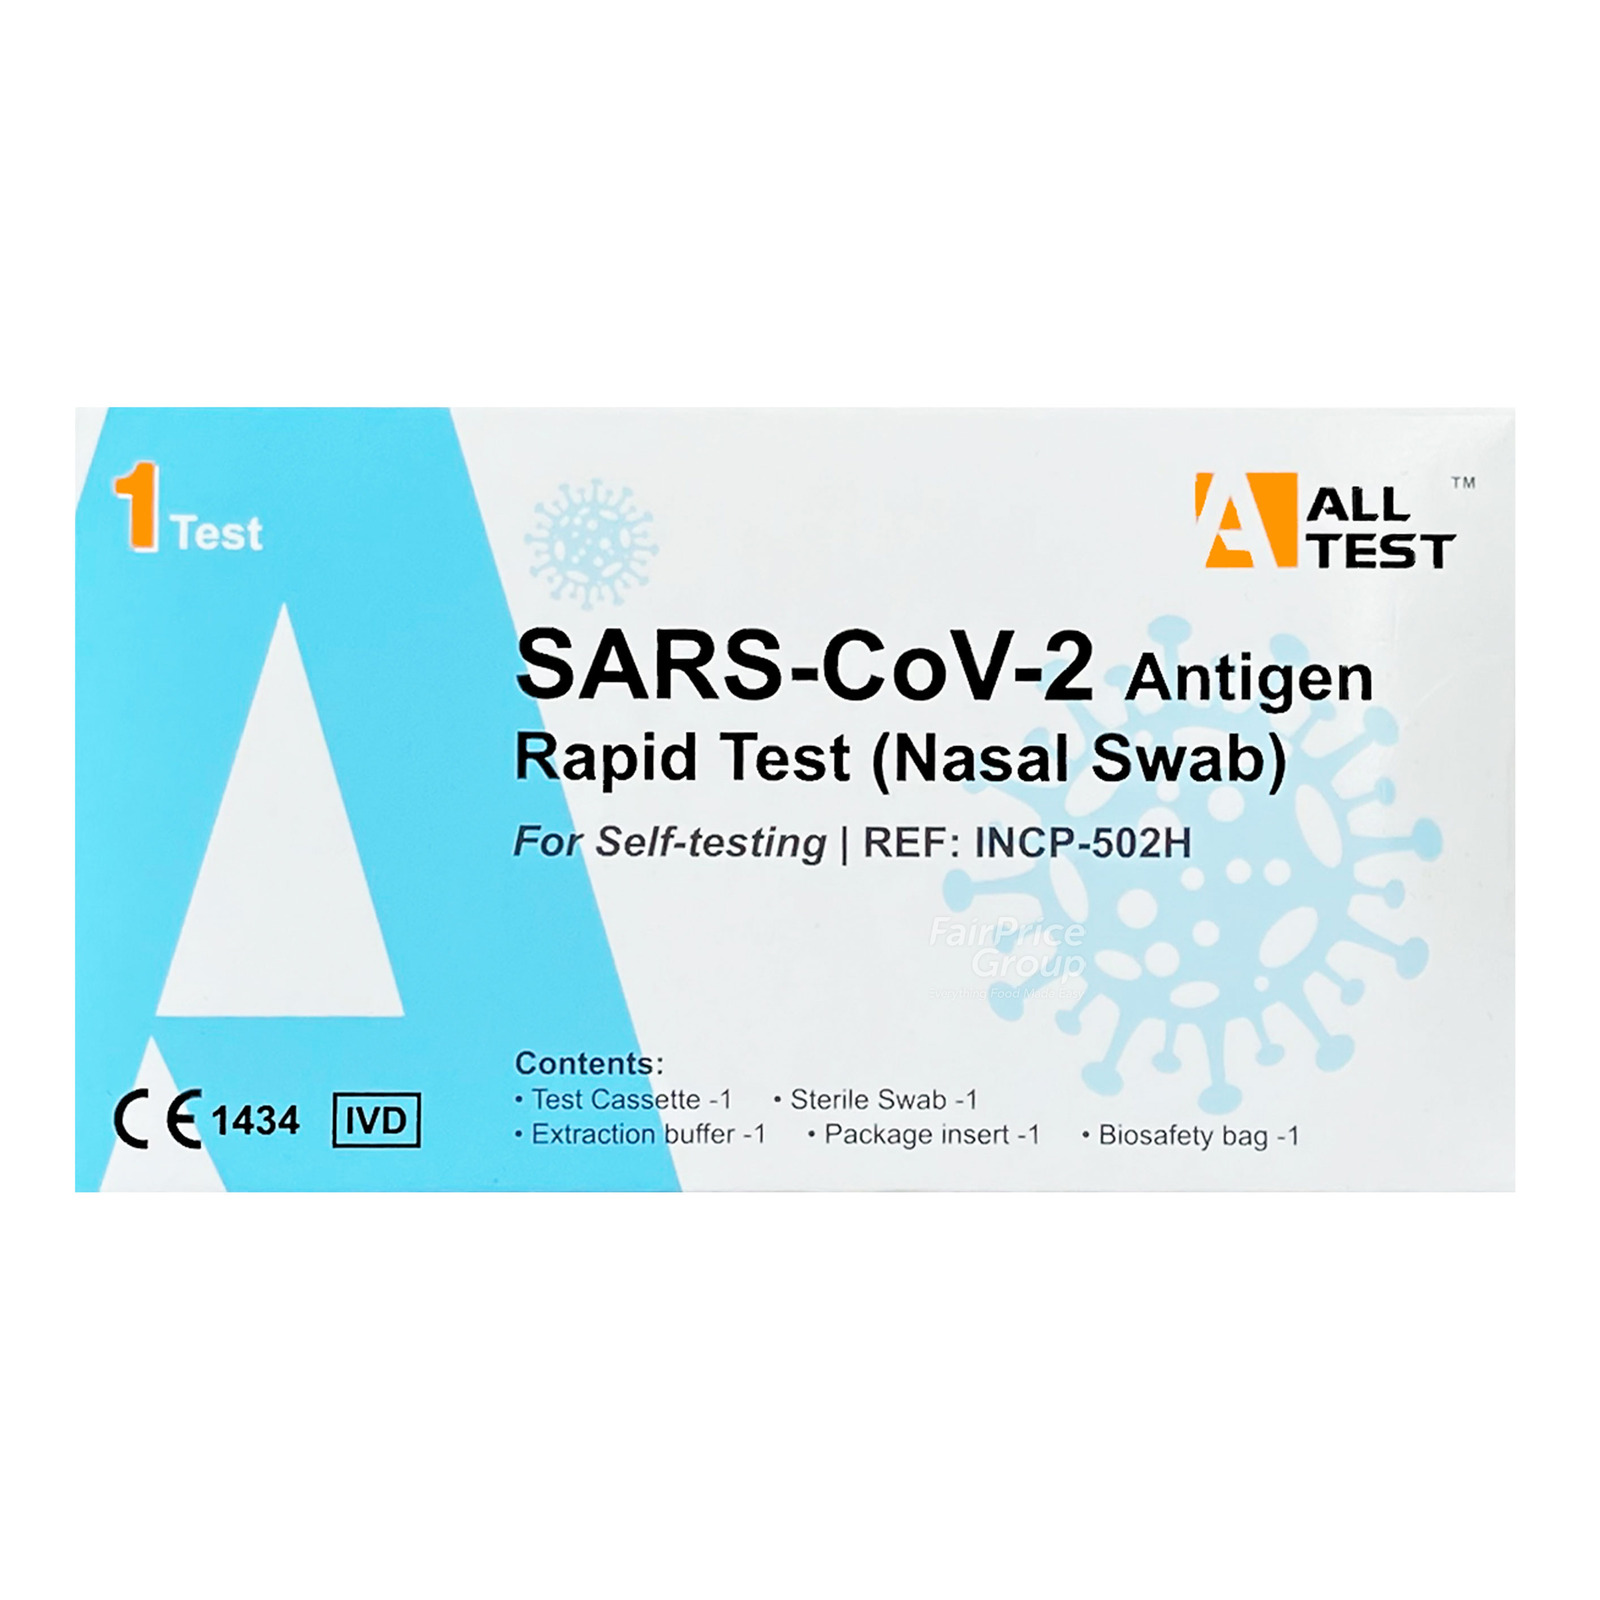 1 Test
ALL
TEST
™
SARS-CoV-2 Antigen
Rapid Test (Nasal Swab)
For Self-testing | REF: INCP-502H
FairPrice
Group
Contents:
• Test Cassette -1 • Sterile Swab -1
• Extraction buffer -1 • Package insert -1 • Biosafety bag -1
CE 1434 IVD